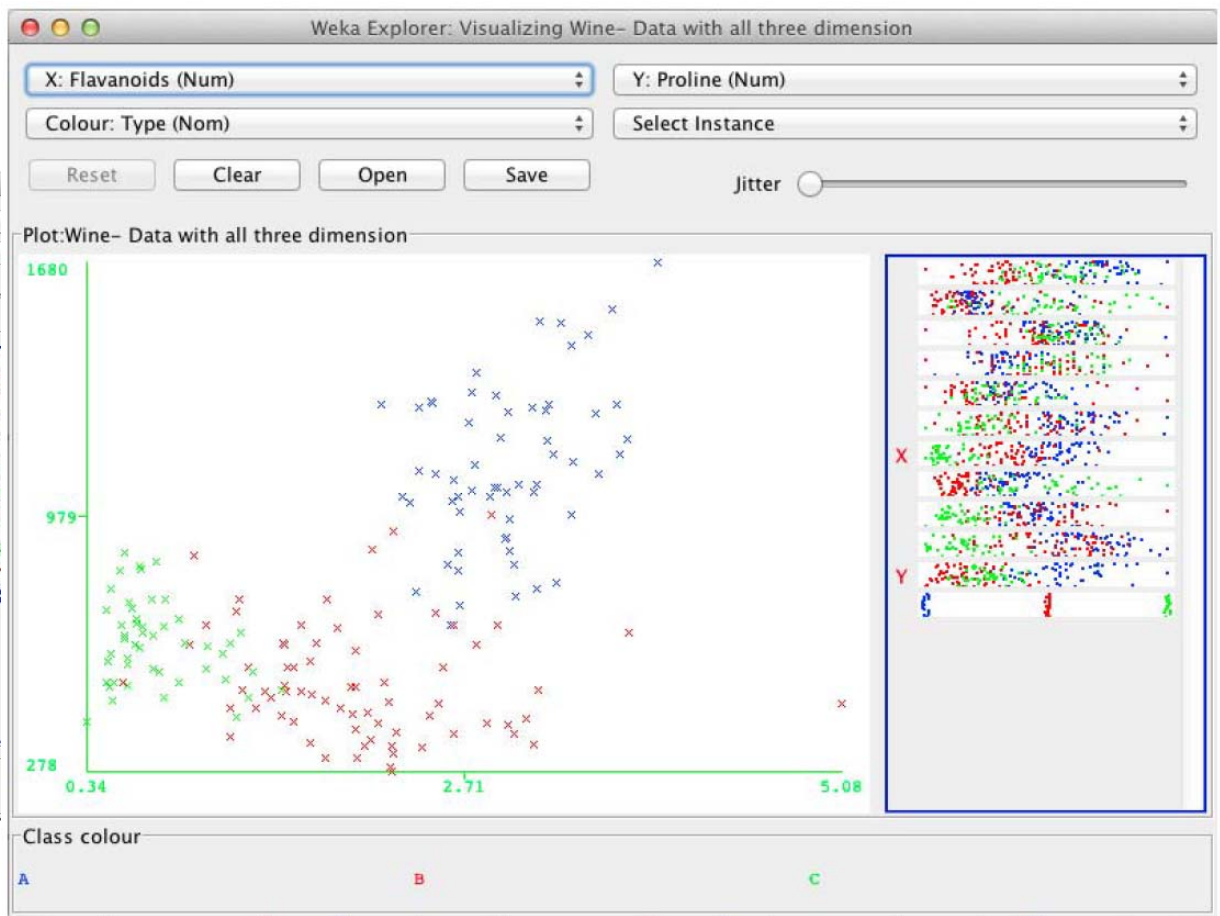 Weka Explorer: Visualizing Wine- Data with all three dimension
X: Flavanoids (Num)
Y: Proline (Num)
Colour: Type (Nom)
Select Instance
Reset
Clear
Open
Save
Jitter
Plot:Wine- Data with all three dimension
1680
979
278
0.34
2.71
5.08
X
Y
Class colour
A
B
C